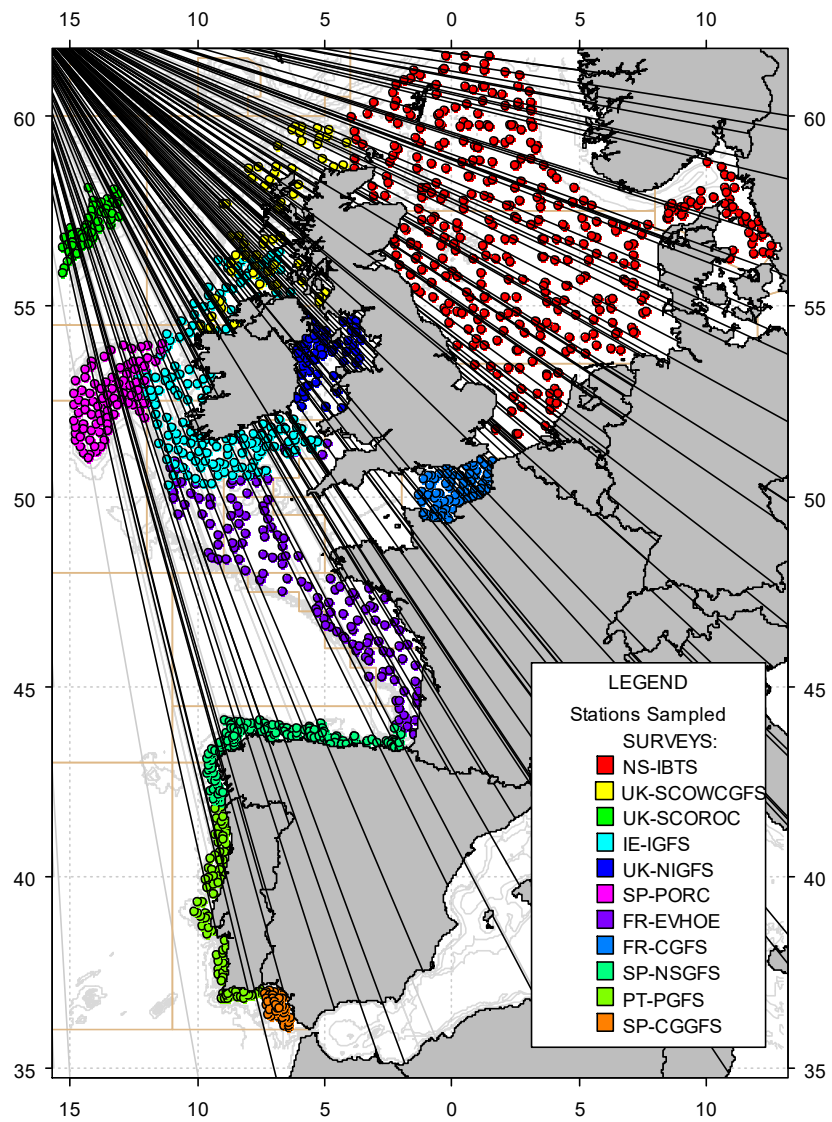 15 10 5 0 5 10
60 60
55 55
50 50
45 45
40 40
35 35
15 10 5 0 5 10
LEGEND
Stations Sampled
SURVEYS:
NS-IBTS
UK-SCOWCGFS
UK-SCOROC
IE-IGFS
UK-NIGFS
SP-PORC
FR-EVHOE
FR-CGFS
SP-NSGFS
PT-PGFS
SP-CGGFS